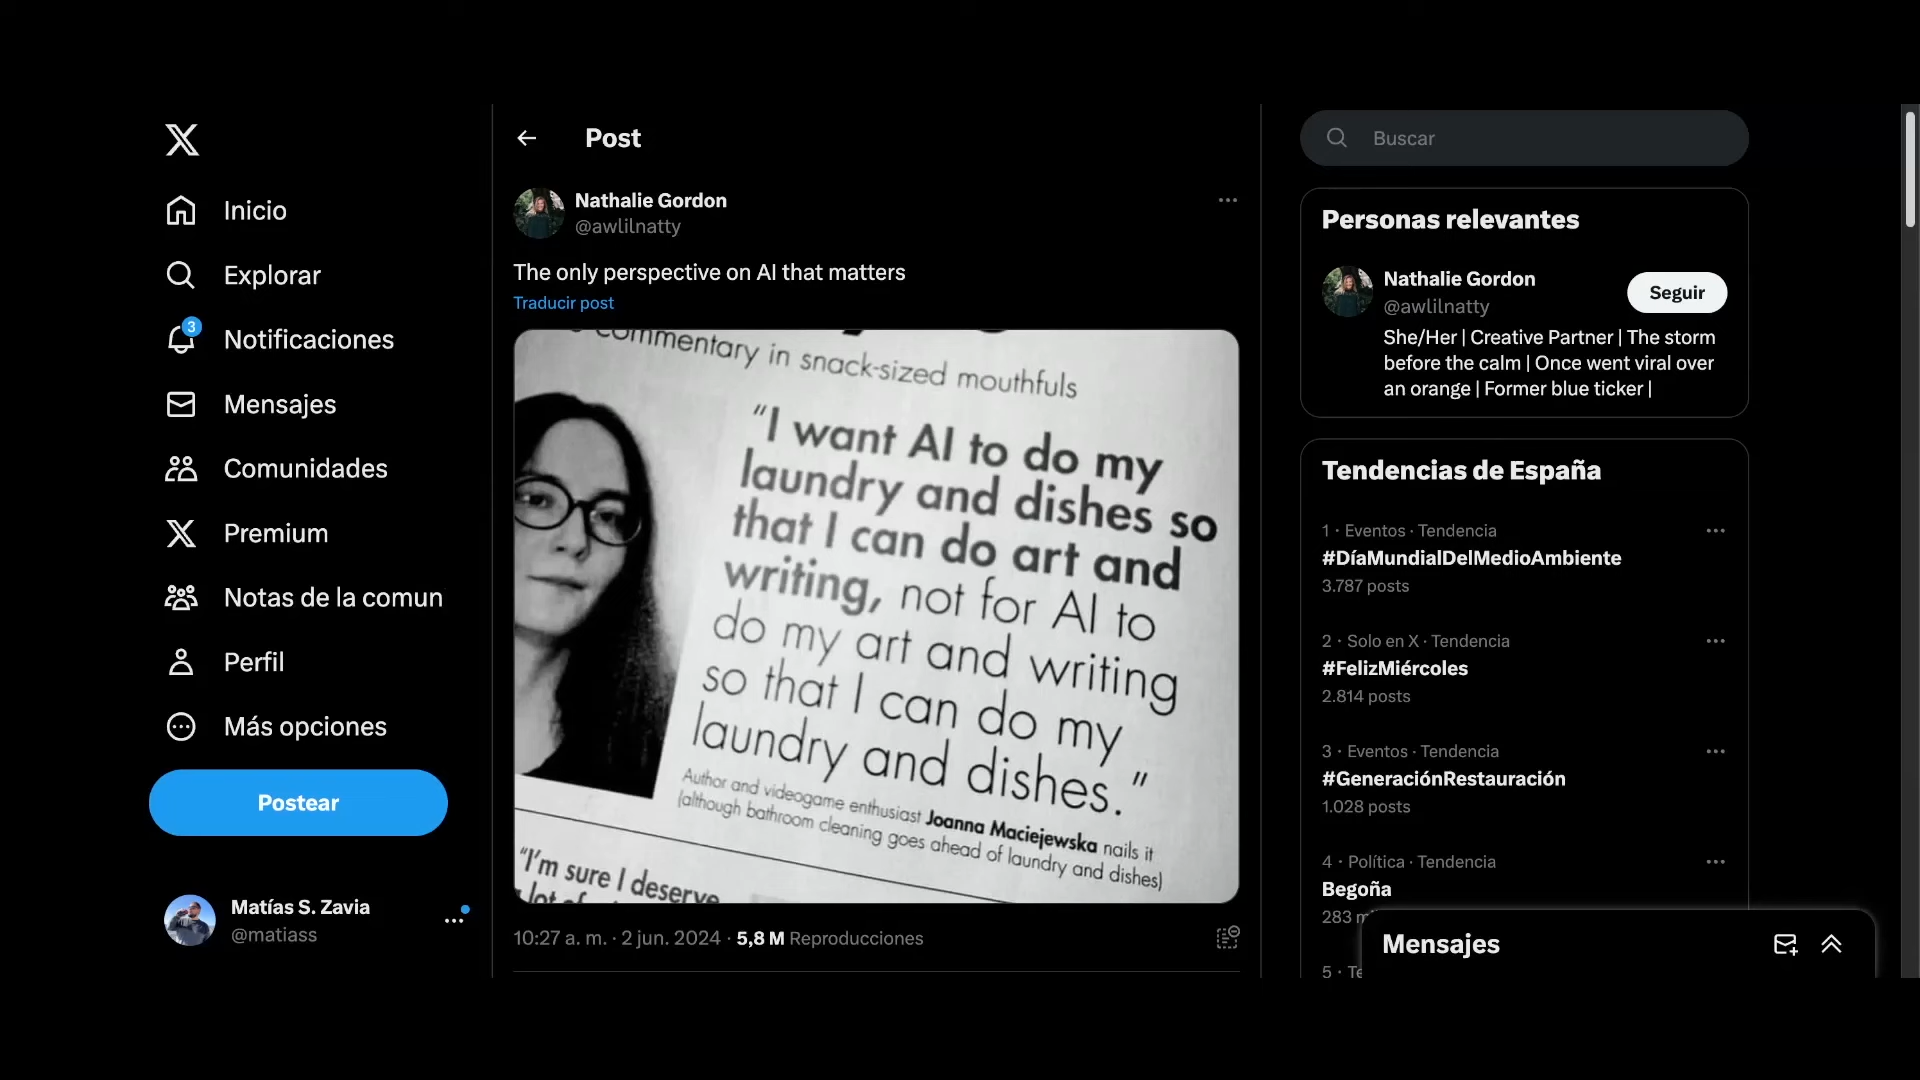 Inicio
Explorar
3
Notificaciones
Mensajes
Comunidades
Premium
Notas de la comun
Perfil
Más opciones
Postear
Matías S. Zavia
@matiass
Post
Nathalie Gordon
@awlilnatty
The only perspective on AI that matters
Traducir post
commentary in snack-sized mouthfuls
“I want AI to do my
laundry and dishes so
that I can do art and
writing, not for AI to
do my art and writing
so that I can do my
laundry and dishes.”
Author and videogame enthusiast Joanna Maciejewska nails it
(although bathroom cleaning goes ahead of laundry and dishes)
“I’m sure I deserve
lot of
10:27 a. m. · 2 jun. 2024 · 5,8 M Reproducciones
Buscar
Personas relevantes
Nathalie Gordon
@awlilnatty
Seguir
She/Her | Creative Partner | The storm
before the calm | Once went viral over
an orange | Former blue ticker |
Tendencias de España
1 · Eventos · Tendencia
#DíaMundialDelMedioAmbiente
3.787 posts
2 · Solo en X · Tendencia
#FelizMiércoles
2.814 posts
3 · Eventos · Tendencia
#GeneraciónRestauración
1.028 posts
4 · Política · Tendencia
Begoña
283 m
5 · Te
Mensajes